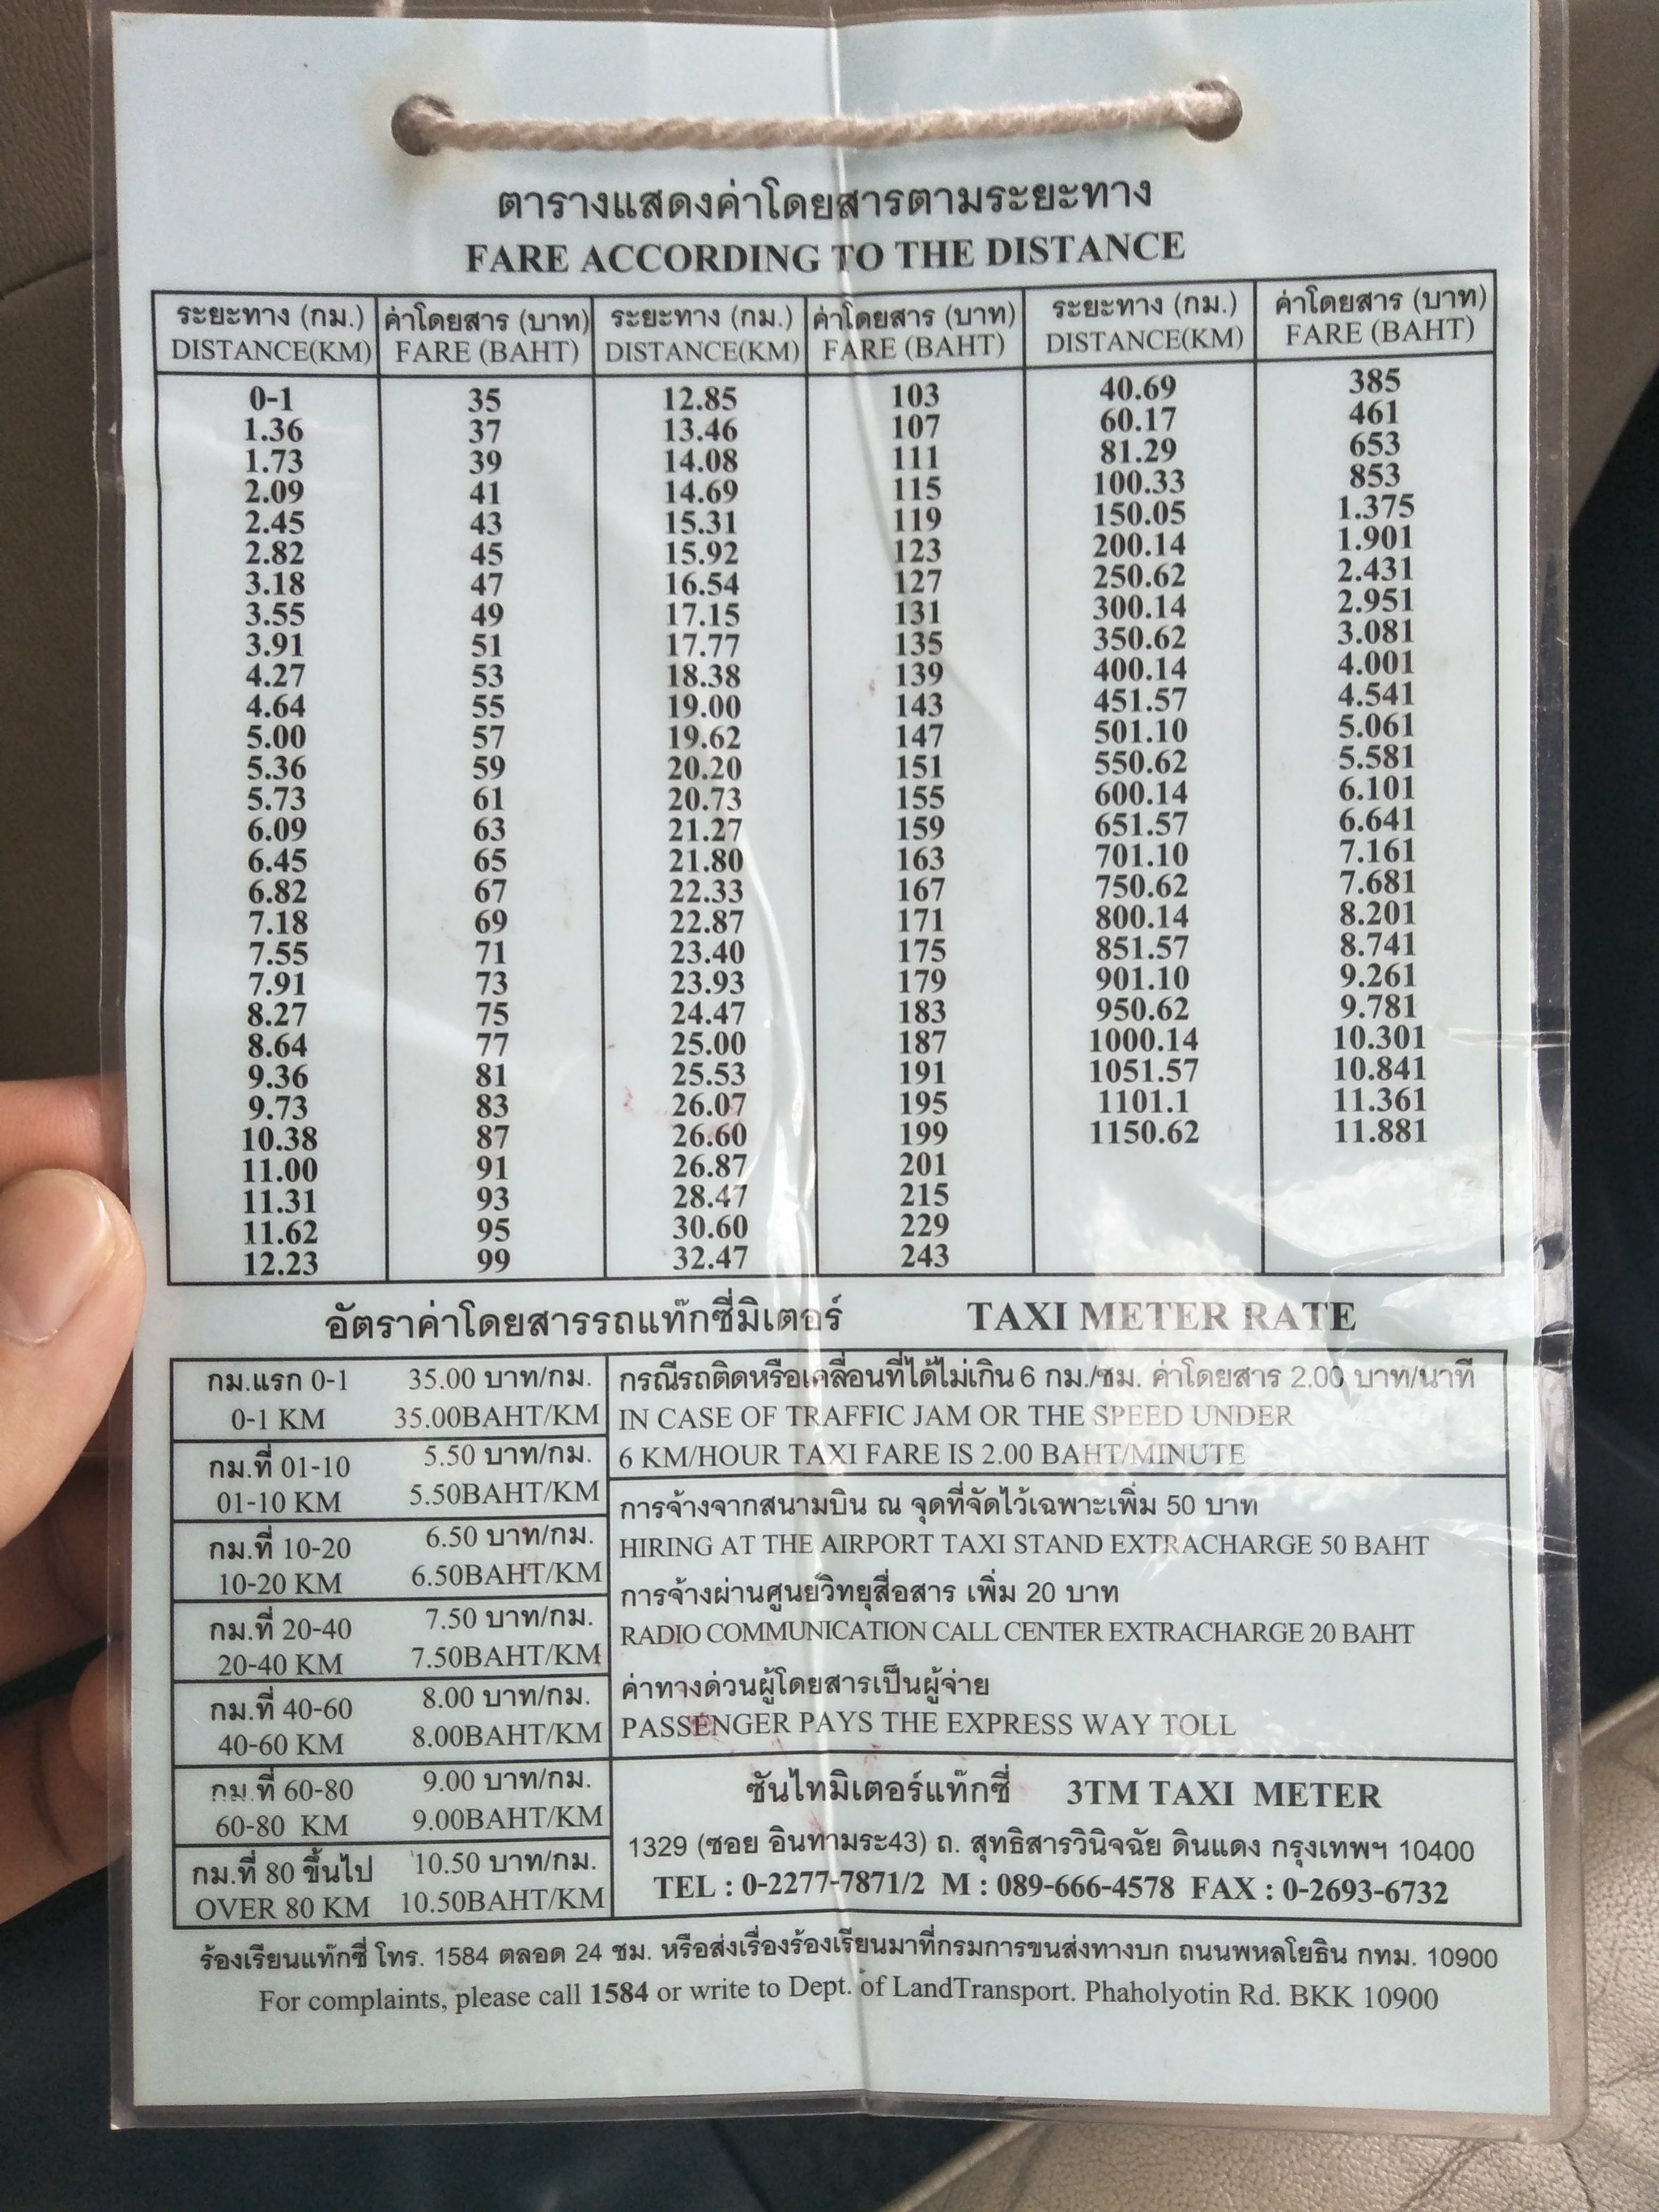 ตารางแสดงค่าโดยสารตามระยะทาง
FARE ACCORDING TO THE DISTANCE
ระยะทาง (กม.) ค่าโดยสาร (บาท) ระยะทาง (กม.) ค่าโดยสาร (บาท) ระยะทาง (กม.) ค่าโดยสาร (บาท)
DISTANCE(KM) FARE (BAHT) DISTANCE(KM) FARE (BAHT) DISTANCE(KM) FARE (BAHT)
0-1 35 12.85 103 40.69 385
1.36 37 13.46 107 60.17 461
1.73 39 14.08 111 81.29 653
2.09 41 14.69 115 100.33 853
2.45 43 15.31 119 150.05 1.375
2.82 45 15.92 123 200.14 1.901
3.18 47 16.54 127 250.62 2.431
3.55 49 17.15 131 300.14 2.951
3.91 51 17.77 135 350.62 3.081
4.27 53 18.38 139 400.14 4.001
4.64 55 19.00 143 451.57 4.541
5.00 57 19.62 147 501.10 5.061
5.36 59 20.20 151 550.62 5.581
5.73 61 20.73 155 600.14 6.101
6.09 63 21.27 159 651.57 6.641
6.45 65 21.80 163 701.10 7.161
6.82 67 22.33 167 750.62 7.681
7.18 69 22.87 171 800.14 8.201
7.55 71 23.40 175 851.57 8.741
7.91 73 23.93 179 901.10 9.261
8.27 75 24.47 183 950.62 9.781
8.64 77 25.00 187 1000.14 10.301
9.36 81 25.53 191 1051.57 10.841
9.73 83 26.07 195 1101.1 11.361
10.38 87 26.60 199 1150.62 11.881
11.00 91 26.87 201
11.31 93 28.47 215
11.62 95 30.60 229
12.23 99 32.47 243
อัตราค่าโดยสารรถแท๊กซี่มิเตอร์ TAXI METER RATE
กม.แรก 0-1 35.00 บาท/กม.
0-1 KM 35.00BAHT/KM
กม.ที่ 01-10 5.50 บาท/กม.
01-10 KM 5.50BAHT/KM
กม.ที่ 10-20 6.50 บาท/กม.
10-20 KM 6.50BAHT/KM
กม.ที่ 20-40 7.50 บาท/กม.
20-40 KM 7.50BAHT/KM
กม.ที่ 40-60 8.00 บาท/กม.
40-60 KM 8.00BAHT/KM
กม.ที่ 60-80 9.00 บาท/กม.
60-80 KM 9.00BAHT/KM
กม.ที่ 80 ขึ้นไป 10.50 บาท/กม.
OVER 80 KM 10.50BAHT/KM
กรณีรถติดหรือเคลื่อนที่ได้ไม่เกิน 6 กม./ชม. ค่าโดยสาร 2.00 บาท/นาที
IN CASE OF TRAFFIC JAM OR THE SPEED UNDER
6 KM/HOUR TAXI FARE IS 2.00 BAHT/MINUTE
การจ้างจากสนามบิน ณ จุดที่จัดไว้เฉพาะเพิ่ม 50 บาท
HIRING AT THE AIRPORT TAXI STAND EXTRACHARGE 50 BAHT
การจ้างผ่านศูนย์วิทยุสื่อสาร เพิ่ม 20 บาท
RADIO COMMUNICATION CALL CENTER EXTRACHARGE 20 BAHT
ค่าทางด่วนผู้โดยสารเป็นผู้จ่าย
PASSENGER PAYS THE EXPRESS WAY TOLL
ซันไทมิเตอร์แท๊กซี่ 3TM TAXI METER
1329 (ซอย อินทามระ43) ถ. สุทธิสารวินิจฉัย ดินแดง กรุงเทพฯ 10400
TEL : 0-2277-7871/2 M : 089-666-4578 FAX : 0-2693-6732
ร้องเรียนแท๊กซี่ โทร. 1584 ตลอด 24 ชม. หรือส่งเรื่องร้องเรียนมาที่กรมการขนส่งทางบก ถนนพหลโยธิน กทม. 10900
For complaints, please call 1584 or write to Dept. of LandTransport. Phaholyotin Rd. BKK 10900